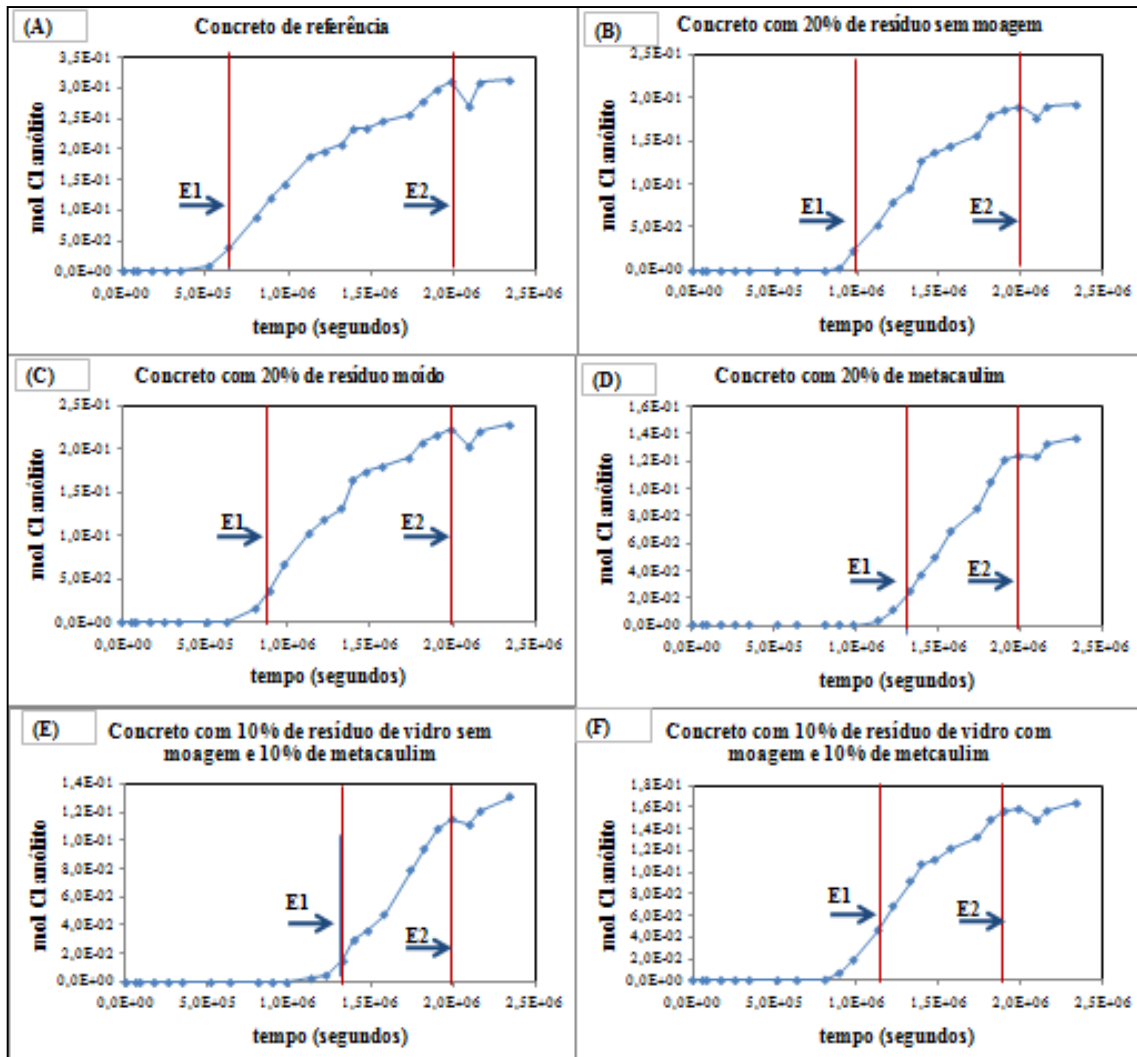 (A)
Concreto de referência
mol Cl anólito
3,5E-01
3,0E-01
2,5E-01
2,0E-01
1,5E-01
1,0E-01
5,0E-02
0,0E+00
E1
E2
0,0E+00 5,0E+05 1,0E+06 1,5E+06 2,0E+06 2,5E+06
tempo (segundos)
(B)
Concreto com 20% de resíduo sem moagem
mol Cl anólito
2,5E-01
2,0E-01
1,5E-01
1,0E-01
5,0E-02
0,0E+00
E1
E2
0,0E+00 5,0E+05 1,0E+06 1,5E+06 2,0E+06 2,5E+06
tempo (segundos)
(C)
Concreto com 20% de resíduo moído
mol Cl anólito
2,5E-01
2,0E-01
1,5E-01
1,0E-01
5,0E-02
0,0E+00
E1
E2
0,0E+00 5,0E+05 1,0E+06 1,5E+06 2,0E+06 2,5E+06
tempo (segundos)
(D)
Concreto com 20% de metacaulim
mol Cl anólito
1,6E-01
1,4E-01
1,2E-01
1,0E-01
8,0E-02
6,0E-02
4,0E-02
2,0E-02
0,0E+00
E1
E2
0,0E+00 5,0E+05 1,0E+06 1,5E+06 2,0E+06 2,5E+06
tempo (segundos)
(E)
Concreto com 10% de resíduo de vidro sem
moagem e 10% de metacaulim
mol Cl anólito
1,4E-01
1,2E-01
1,0E-01
8,0E-02
6,0E-02
4,0E-02
2,0E-02
0,0E+00
E1
E2
0,0E+00 5,0E+05 1,0E+06 1,5E+06 2,0E+06 2,5E+06
tempo (segundos)
(F)
Concreto com 10% de resíduo de vidro com
moagem e 10% de metcaulim
mol Cl anólito
1,8E-01
1,6E-01
1,4E-01
1,2E-01
1,0E-01
8,0E-02
6,0E-02
4,0E-02
2,0E-02
0,0E+00
E1
E2
0,0E+00 5,0E+05 1,0E+06 1,5E+06 2,0E+06 2,5E+06
tempo (segundos)